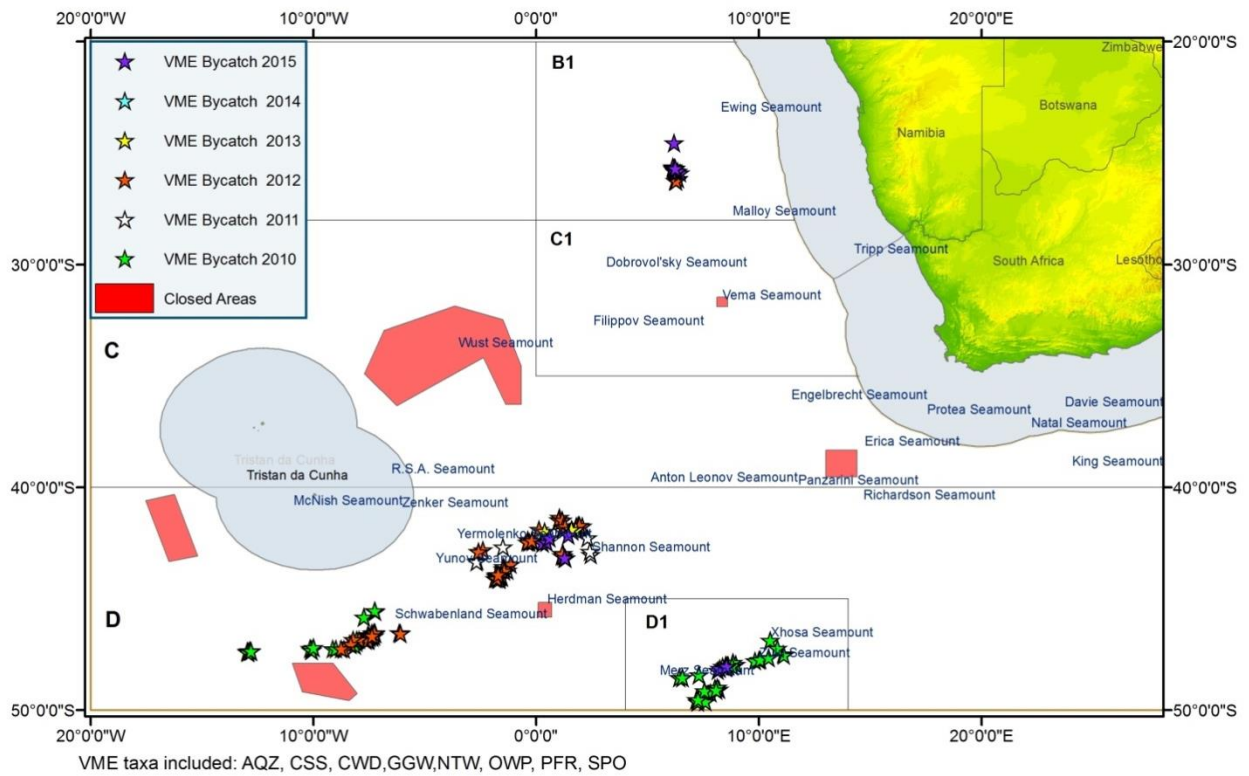 20°0'0"W 10°0'0"W 0°0'0" 10°0'0"E 20°0'0"E
20°0'0"S
VME Bycatch 2015
VME Bycatch 2014
VME Bycatch 2013
VME Bycatch 2012
VME Bycatch 2011
VME Bycatch 2010
Closed Areas
B1
Ewing Seamount
Zimbabwe
Botswana
Namibia
Malloy Seamount
C1
Tripp Seamount
Dobrovol'sky Seamount
South Africa
Lesotho
30°0'0"S 30°0'0"S
Vema Seamount
Filippov Seamount
C
Wust Seamount
Engelbrecht Seamount
Protea Seamount
Davie Seamount
Natal Seamount
Erica Seamount
King Seamount
Tristan da Cunha
Tristan da Cunha
R.S.A. Seamount
Anton Leonov Seamount
Panzarini Seamount
Richardson Seamount
40°0'0"S 40°0'0"S
McNish Seamount
Zenker Seamount
Shannon Seamount
Yunov Seamount
Herdman Seamount
Schwabenland Seamount
D
D1
Xhosa Seamount
Seamount
50°0'0"S 50°0'0"S
20°0'0"W 10°0'0"W 0°0'0" 10°0'0"E 20°0'0"E
VME taxa included: AQZ, CSS, CWD,GGW,NTW, OWP, PFR, SPO